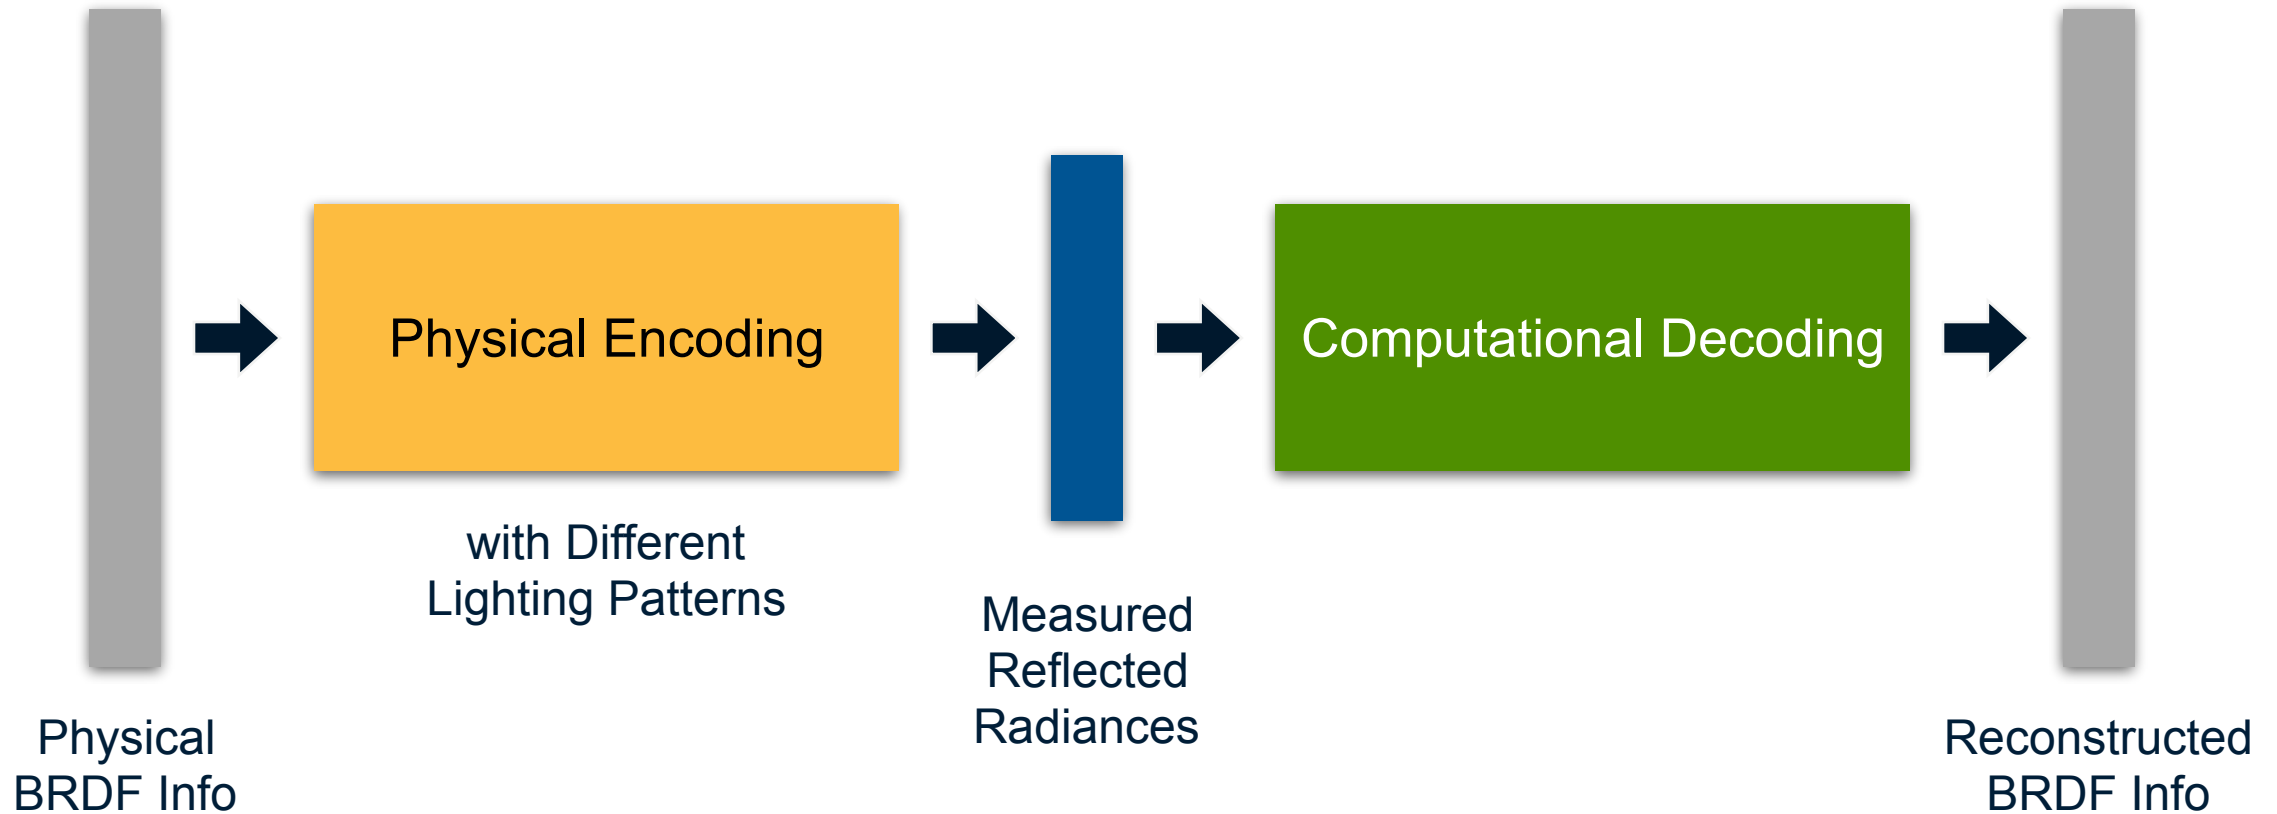 Physical
BRDF Info
Physical Encoding
with Different
Lighting Patterns
Measured
Reflected
Radiances
Computational Decoding
Reconstructed
BRDF Info